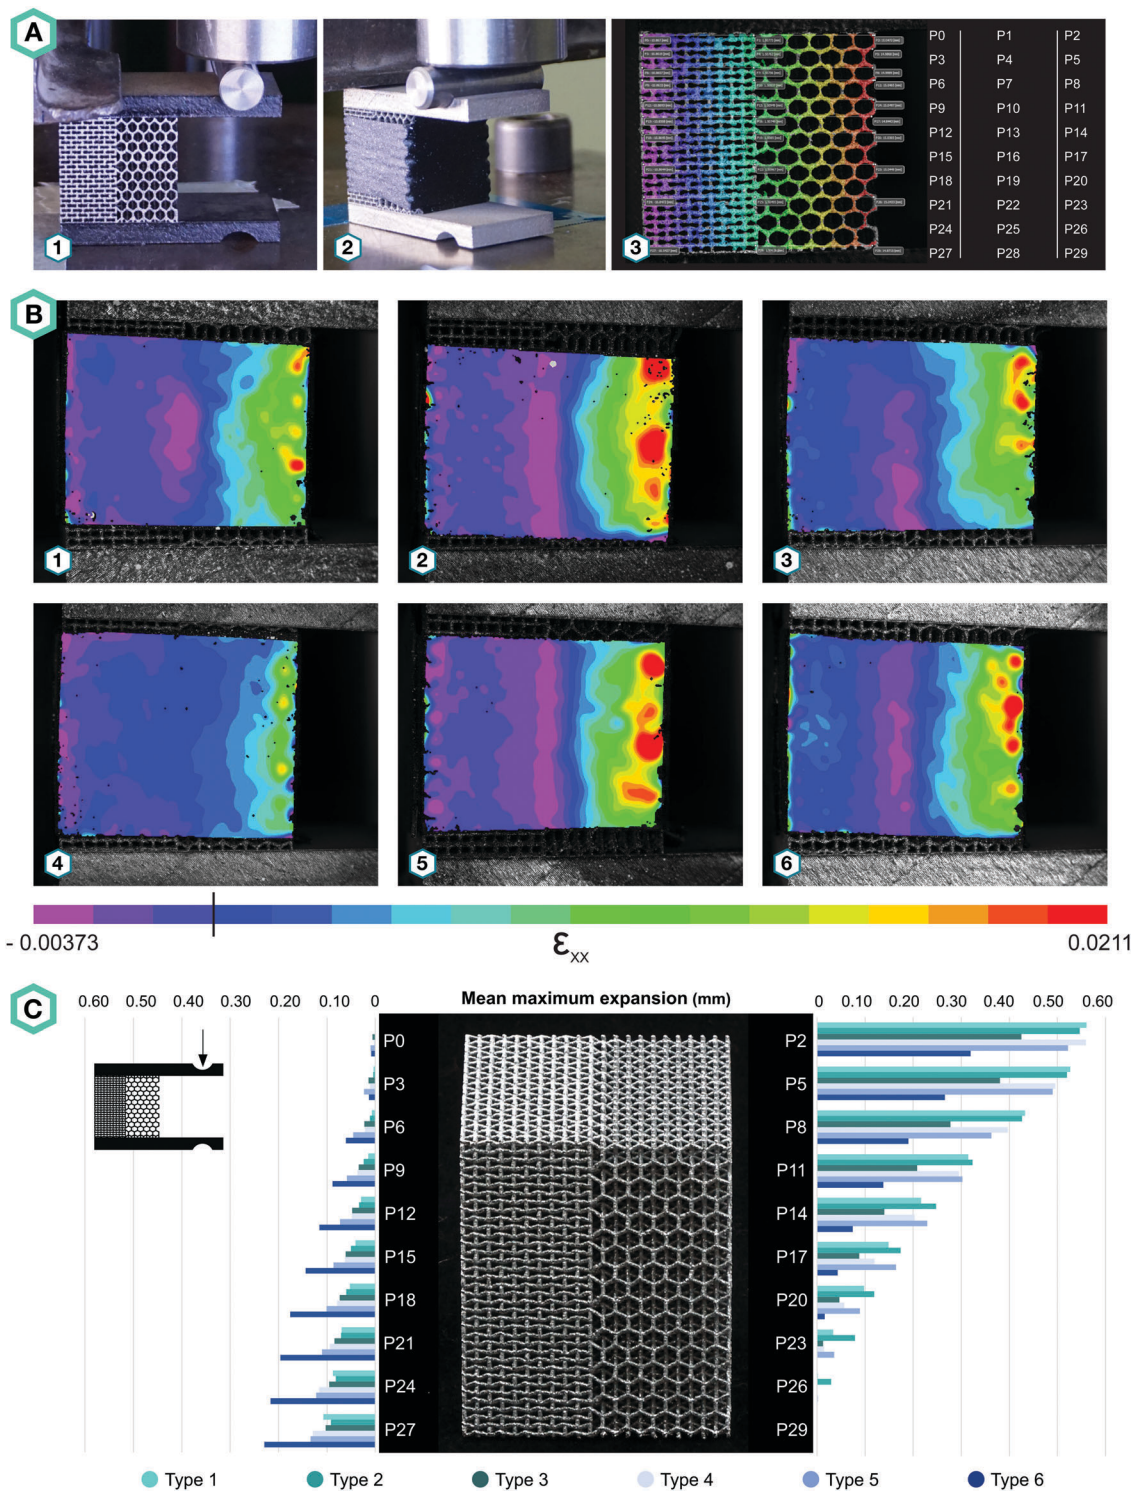 A
1
2
3
P0 P1 P2
P3 P4 P5
P6 P7 P8
P9 P10 P11
P12 P13 P14
P15 P16 P17
P18 P19 P20
P21 P22 P23
P24 P25 P26
P27 P28 P29
B
1
2
3
4
5
6
- 0.00373
εxx
0.0211
C
0.60 0.50 0.40 0.30 0.20 0.10 0
Mean maximum expansion (mm)
0 0.10 0.20 0.30 0.40 0.50 0.60
P0 P2
P3 P5
P6 P8
P9 P11
P12 P14
P15 P17
P18 P20
P21 P23
P24 P26
P27 P29
Type 1 Type 2 Type 3 Type 4 Type 5 Type 6